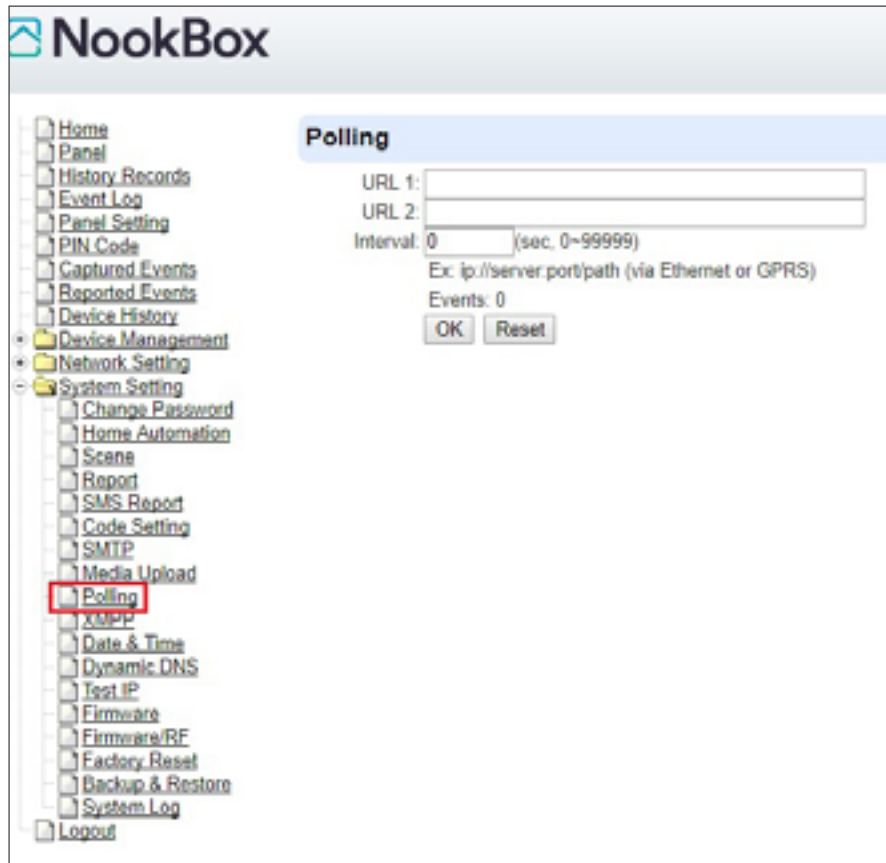 NookBox
Home
Panel
History Records
Event Log
Panel Setting
PIN Code
Captured Events
Reported Events
Device History
Device Management
Network Setting
System Setting
Change Password
Home Automation
Scene
Report
SMS Report
Code Setting
SMTP
Media Upload
Polling
XMPP
Date & Time
Dynamic DNS
Test IP
Firmware
Firmware/RF
Factory Reset
Backup & Restore
System Log
Logout
Polling
URL 1:
URL 2:
Interval: 0 (sec, 0~99999)
Ex: ip://server:port/path (via Ethernet or GPRS)
Events: 0
OK Reset